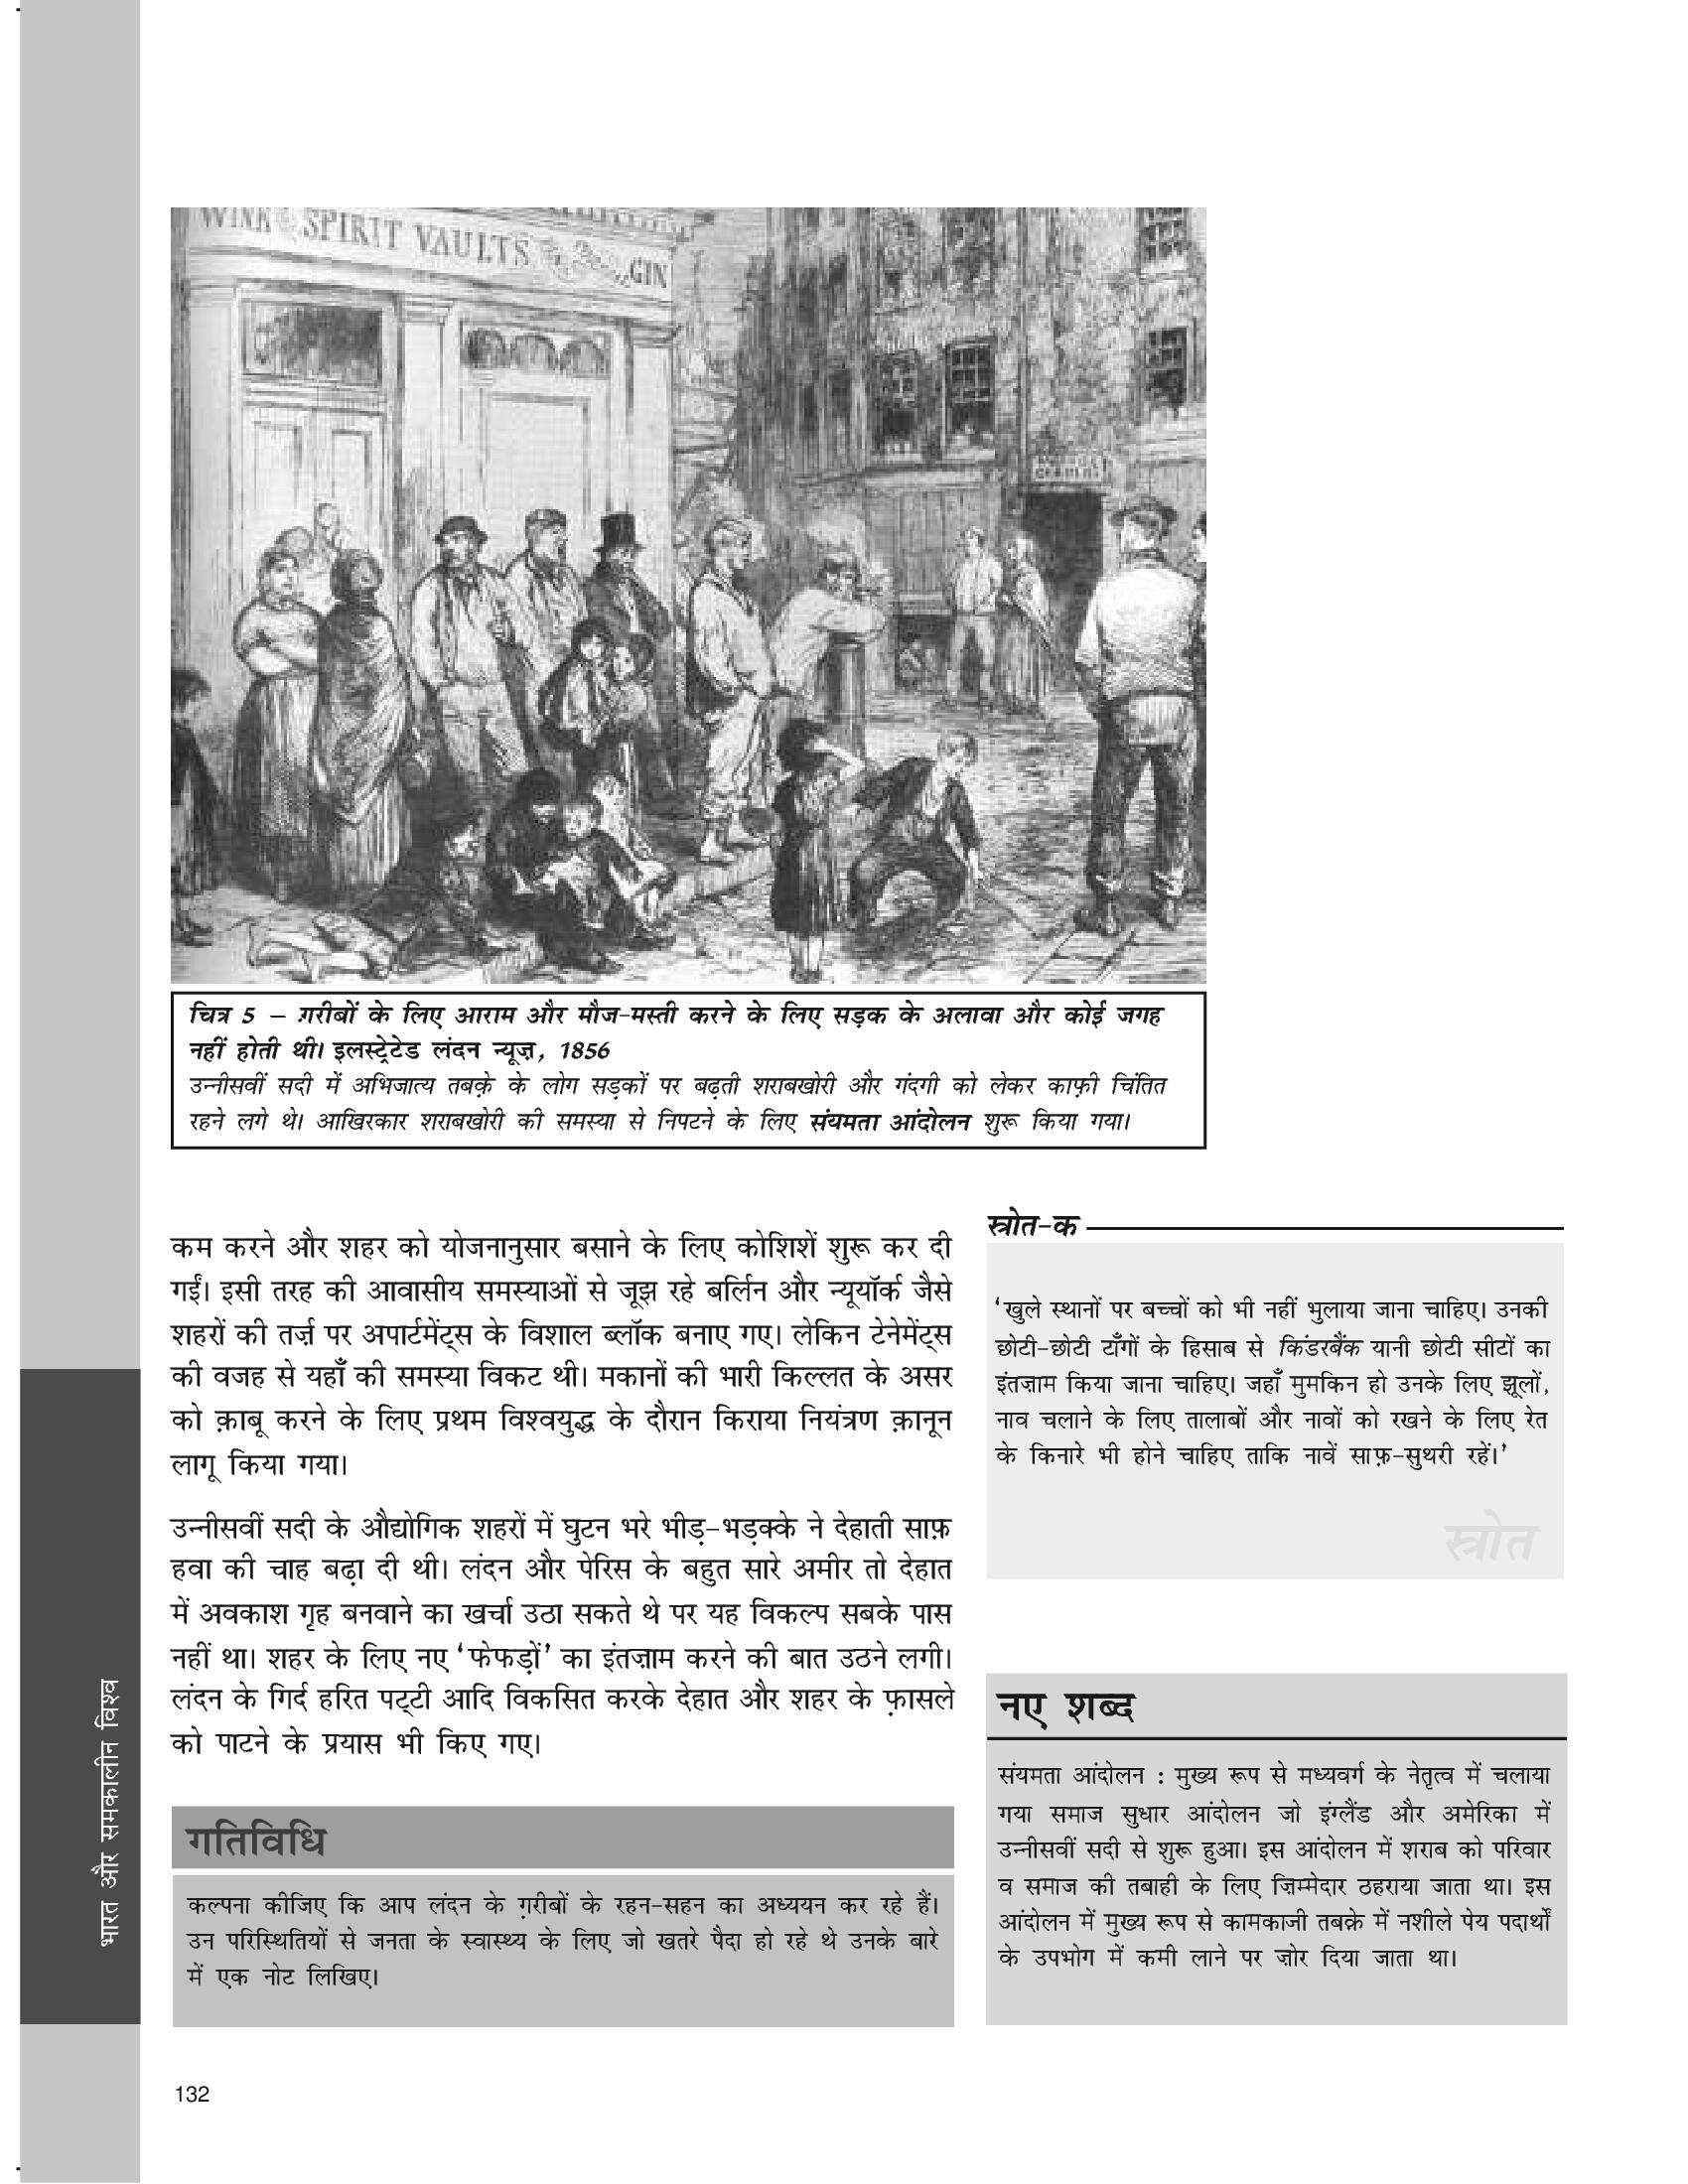 WINE & SPIRIT VAULTS
GIN
चित्र 5 – ग़रीबों के लिए आराम और मौज-मस्ती करने के लिए सड़क के अलावा और कोई जगह
नहीं होती थी। इलस्ट्रेटेड लंदन न्यूज़, 1856
उन्नीसवीं सदी में अभिजात्य तबक़े के लोग सड़कों पर बढ़ती शराबखोरी और गंदगी को लेकर काफ़ी चिंतित
रहने लगे थे। आखिरकार शराबखोरी की समस्या से निपटने के लिए संयमता आंदोलन शुरू किया गया।
कम करने और शहर को योजनानुसार बसाने के लिए कोशिशें शुरू कर दी
गईं। इसी तरह की आवासीय समस्याओं से जूझ रहे बर्लिन और न्यूयॉर्क जैसे
शहरों की तर्ज़ पर अपार्टमेंट्स के विशाल ब्लॉक बनाए गए। लेकिन टेनेमेंट्स
की वजह से यहाँ की समस्या विकट थी। मकानों की भारी किल्लत के असर
को क़ाबू करने के लिए प्रथम विश्वयुद्ध के दौरान किराया नियंत्रण क़ानून
लागू किया गया।
उन्नीसवीं सदी के औद्योगिक शहरों में घुटन भरे भीड़-भड़क्के ने देहाती साफ़
हवा की चाह बढ़ा दी थी। लंदन और पेरिस के बहुत सारे अमीर तो देहात
में अवकाश गृह बनवाने का खर्चा उठा सकते थे पर यह विकल्प सबके पास
नहीं था। शहर के लिए नए ‘फेफड़ों’ का इंतज़ाम करने की बात उठने लगी।
लंदन के गिर्द हरित पट्टी आदि विकसित करके देहात और शहर के फ़ासले
को पाटने के प्रयास भी किए गए।
गतिविधि
कल्पना कीजिए कि आप लंदन के ग़रीबों के रहन-सहन का अध्ययन कर रहे हैं।
उन परिस्थितियों से जनता के स्वास्थ्य के लिए जो खतरे पैदा हो रहे थे उनके बारे
में एक नोट लिखिए।
स्त्रोत-क
‘खुले स्थानों पर बच्चों को भी नहीं भुलाया जाना चाहिए। उनकी
छोटी-छोटी टाँगों के हिसाब से किंडरबैंक यानी छोटी सीटों का
इंतज़ाम किया जाना चाहिए। जहाँ मुमकिन हो उनके लिए झूलों,
नाव चलाने के लिए तालाबों और नावों को रखने के लिए रेत
के किनारे भी होने चाहिए ताकि नावें साफ़-सुथरी रहें।’
स्त्रोत
नए शब्द
संयमता आंदोलन : मुख्य रूप से मध्यवर्ग के नेतृत्व में चलाया
गया समाज सुधार आंदोलन जो इंग्लैंड और अमेरिका में
उन्नीसवीं सदी से शुरू हुआ। इस आंदोलन में शराब को परिवार
व समाज की तबाही के लिए ज़िम्मेदार ठहराया जाता था। इस
आंदोलन में मुख्य रूप से कामकाजी तबक़े में नशीले पेय पदार्थों
के उपभोग में कमी लाने पर ज़ोर दिया जाता था।
भारत और समकालीन विश्व
132